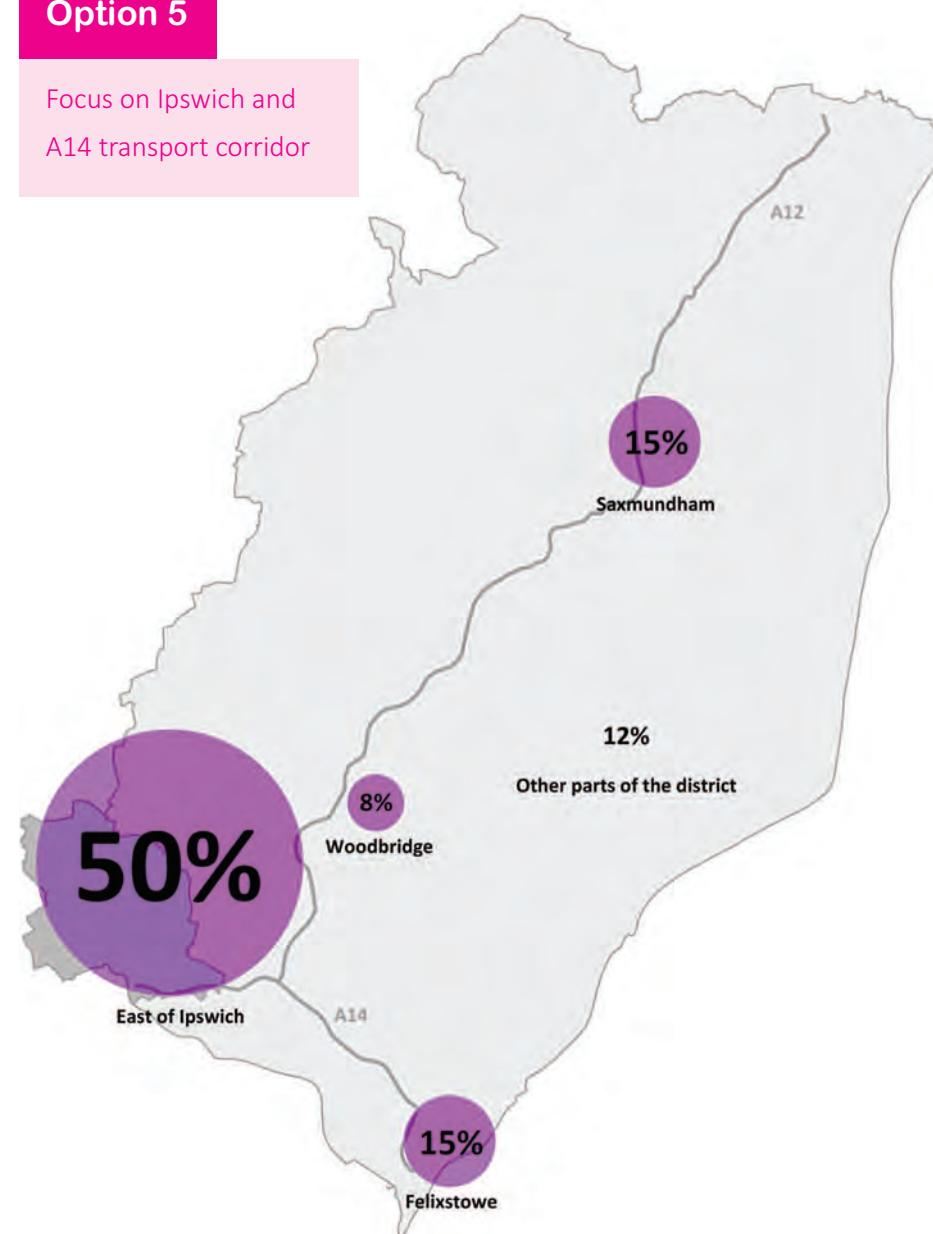 Option 5
Focus on Ipswich and
A14 transport corridor
A12
15%
Saxmundham
12%
Other parts of the district
8%
Woodbridge
50%
East of Ipswich
A14
15%
Felixstowe